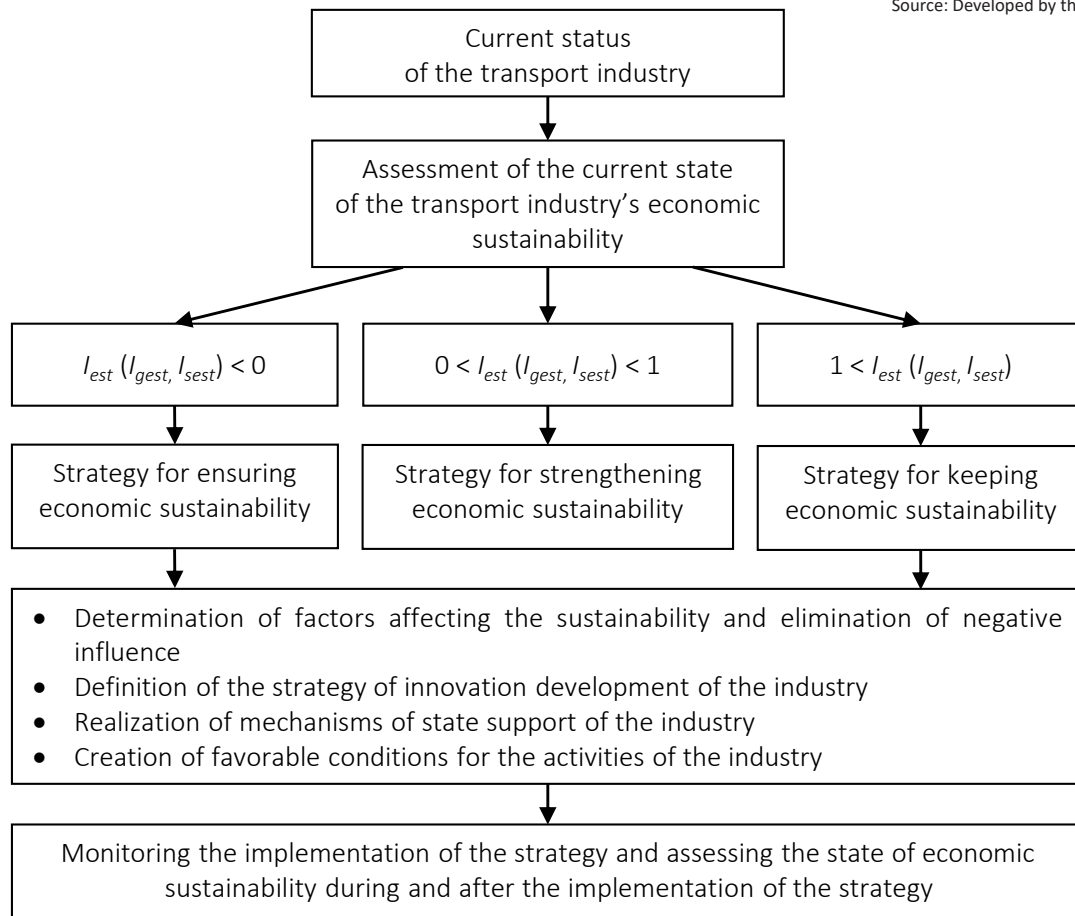 Source: Developed by th
Current status
of the transport industry
Assessment of the current state
of the transport industry’s economic
sustainability
I_est (I_gest, I_sest) < 0
0 < I_est (I_gest, I_sest) < 1
1 < I_est (I_gest, I_sest)
Strategy for ensuring
economic sustainability
Strategy for strengthening
economic sustainability
Strategy for keeping
economic sustainability
• Determination of factors affecting the sustainability and elimination of negative
influence
• Definition of the strategy of innovation development of the industry
• Realization of mechanisms of state support of the industry
• Creation of favorable conditions for the activities of the industry
Monitoring the implementation of the strategy and assessing the state of economic
sustainability during and after the implementation of the strategy